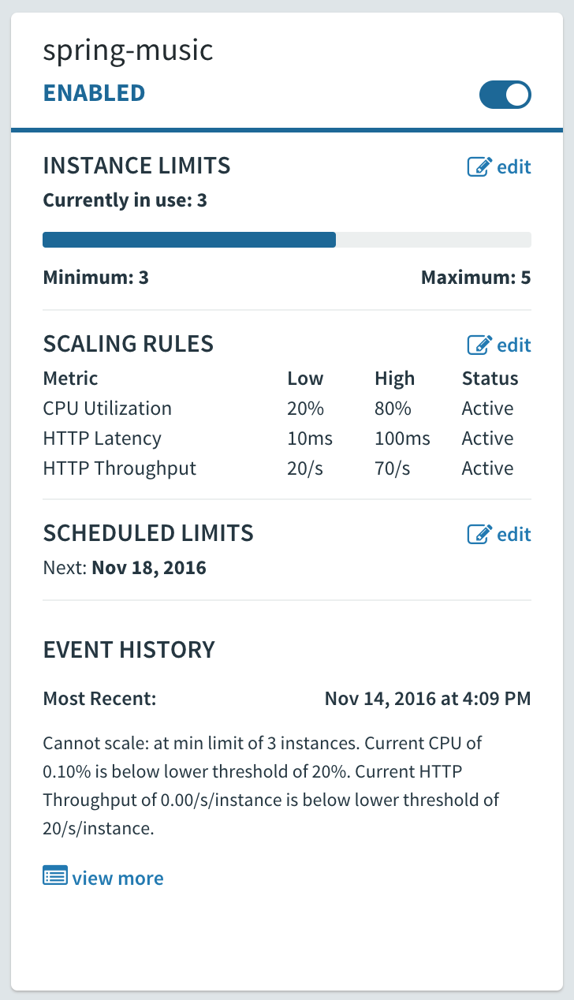 spring-music
ENABLED
INSTANCE LIMITS edit
Currently in use: 3
Minimum: 3 Maximum: 5
SCALING RULES edit
Metric Low High Status
CPU Utilization 20% 80% Active
HTTP Latency 10ms 100ms Active
HTTP Throughput 20/s 70/s Active
SCHEDULED LIMITS edit
Next: Nov 18, 2016
EVENT HISTORY
Most Recent: Nov 14, 2016 at 4:09 PM
Cannot scale: at min limit of 3 instances. Current CPU of
0.10% is below lower threshold of 20%. Current HTTP
Throughput of 0.00/s/instance is below lower threshold of
20/s/instance.
view more